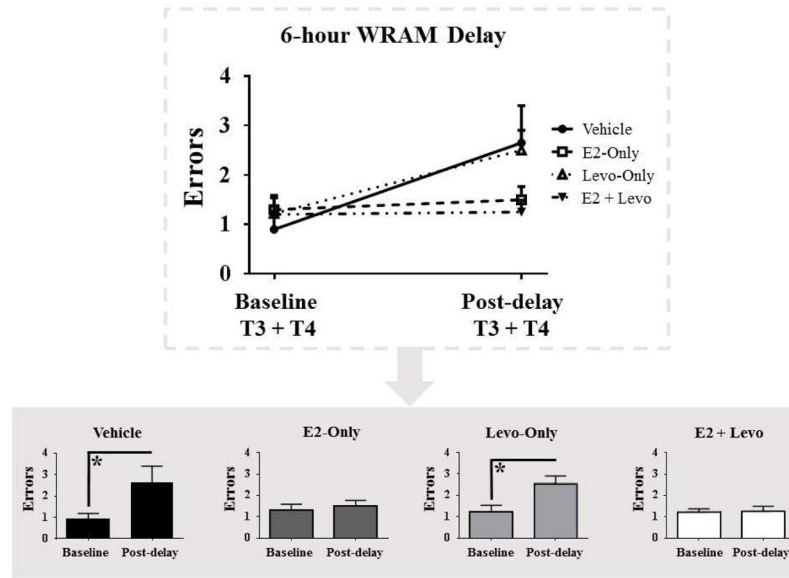 6-hour WRAM Delay
Errors
4
3
2
1
0
Vehicle
E2-Only
Levo-Only
E2 + Levo
Baseline
T3 + T4
Post-delay
T3 + T4
Vehicle
Errors
4
3
2
1
0
*
Baseline
Post-delay
E2-Only
Errors
4
3
2
1
0
Baseline
Post-delay
Levo-Only
Errors
4
3
2
1
0
*
Baseline
Post-delay
E2 + Levo
Errors
4
3
2
1
0
Baseline
Post-delay